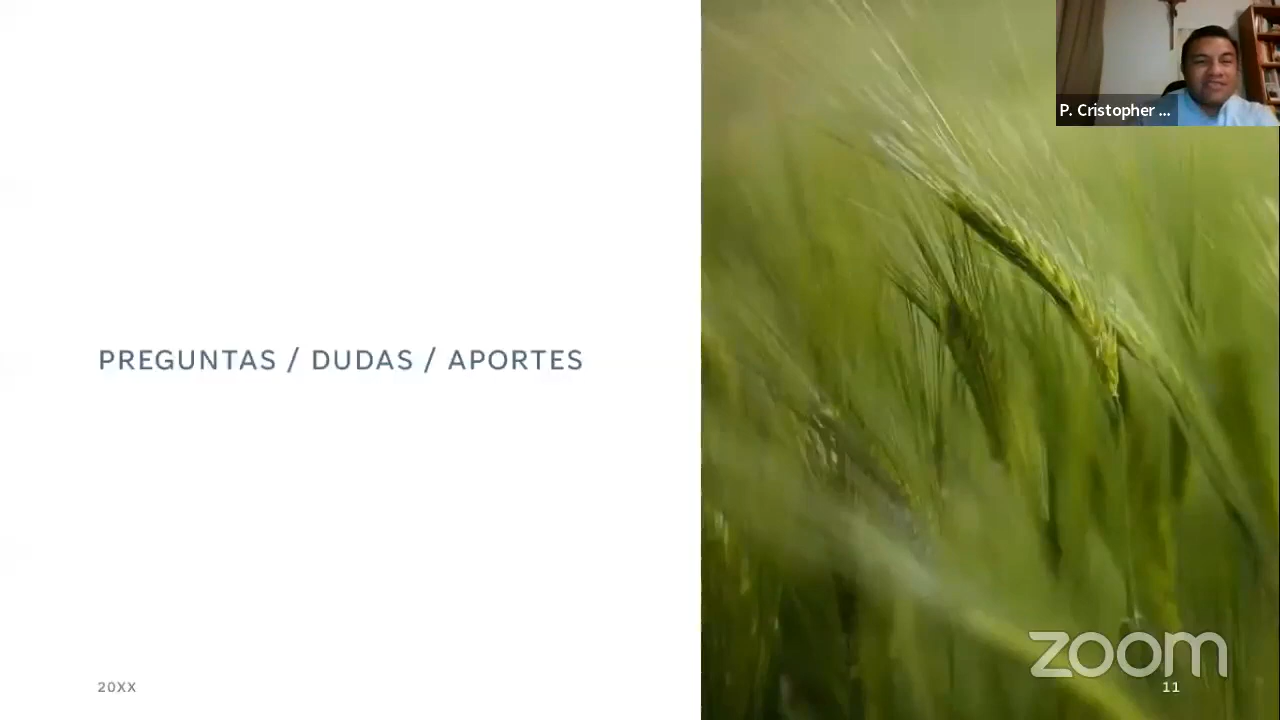 P. Cristopher ...
PREGUNTAS / DUDAS / APORTES
zoom
20XX
11